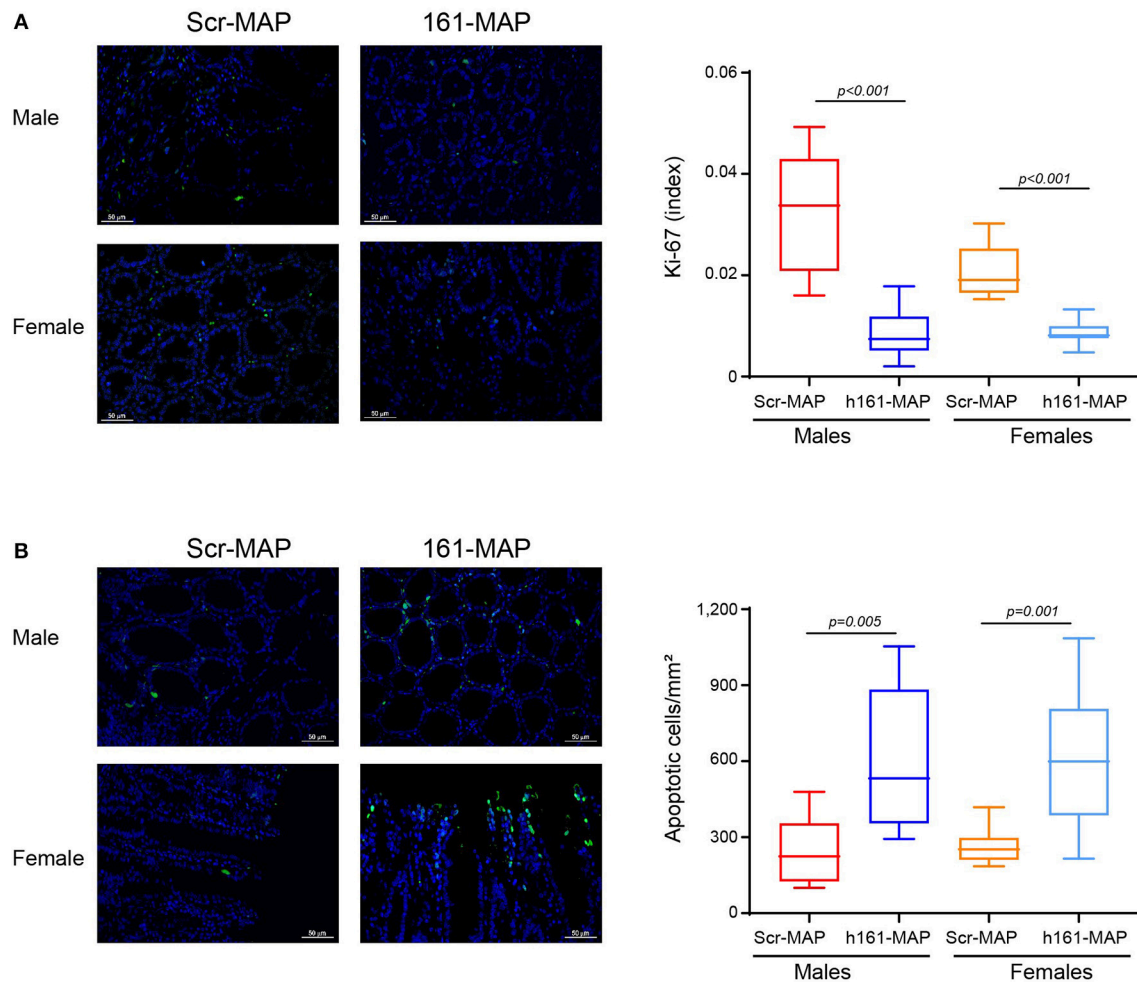 A
Scr-MAP 161-MAP
Male
50 µm
50 µm
Female
50 µm
50 µm
0.06
0.04
0.02
0
Ki-67 (index)
p<0.001
p<0.001
Scr-MAP h161-MAP Scr-MAP h161-MAP
Males Females
B
Scr-MAP 161-MAP
Male
50 µm
50 µm
Female
50 µm
50 µm
1,200
900
600
300
0
Apoptotic cells/mm²
p=0.005
p=0.001
Scr-MAP h161-MAP Scr-MAP h161-MAP
Males Females